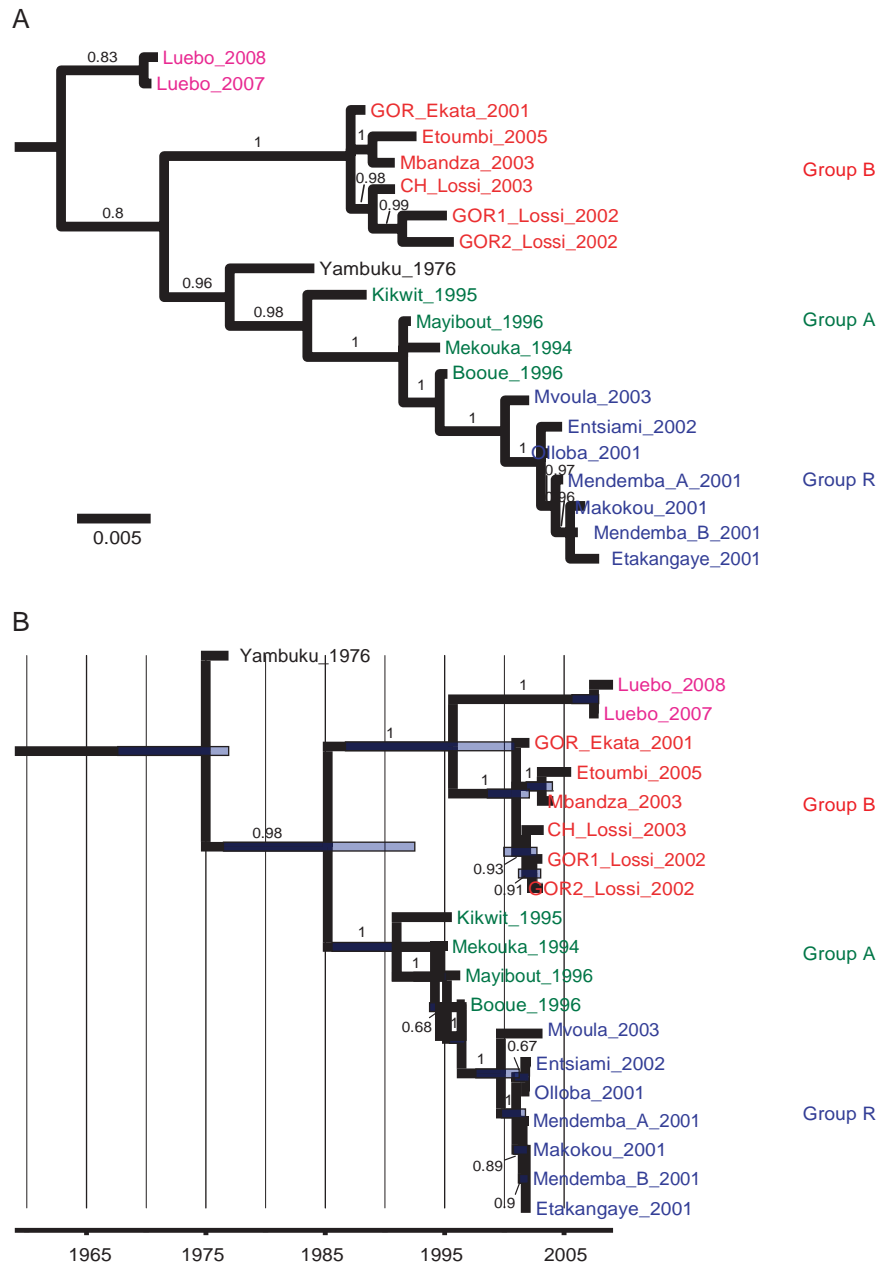 A
0.83
Luebo_2008
Luebo_2007
GOR_Ekata_2001
1
Etoumbi_2005
1
Mbandza_2003
Group B
0.98
CH_Lossi_2003
0.99
GOR1_Lossi_2002
0.8
GOR2_Lossi_2002
Yambuku_1976
0.96
Kikwit_1995
0.98
Mayibout_1996
Group A
1
Mekouka_1994
Booue_1996
1
Mvoula_2003
1
Entsiami_2002
1
Olloba_2001
0.97
Mendemba_A_2001
Group R
0.96
Makokou_2001
0.005
Mendemba_B_2001
Etakangaye_2001
B
Yambuku_1976
1
Luebo_2008
Luebo_2007
1
GOR_Ekata_2001
1
1
Etoumbi_2005
Mbandza_2003
Group B
0.98
CH_Lossi_2003
0.93
GOR1_Lossi_2002
0.91
GOR2_Lossi_2002
Kikwit_1995
1
Mekouka_1994
Group A
1
Mayibout_1996
Booue_1996
0.68
1
Mvoula_2003
0.67
1
Entsiami_2002
Olloba_2001
1
Mendemba_A_2001
Group R
Makokou_2001
0.89
Mendemba_B_2001
0.9
Etakangaye_2001
1965 1975 1985 1995 2005